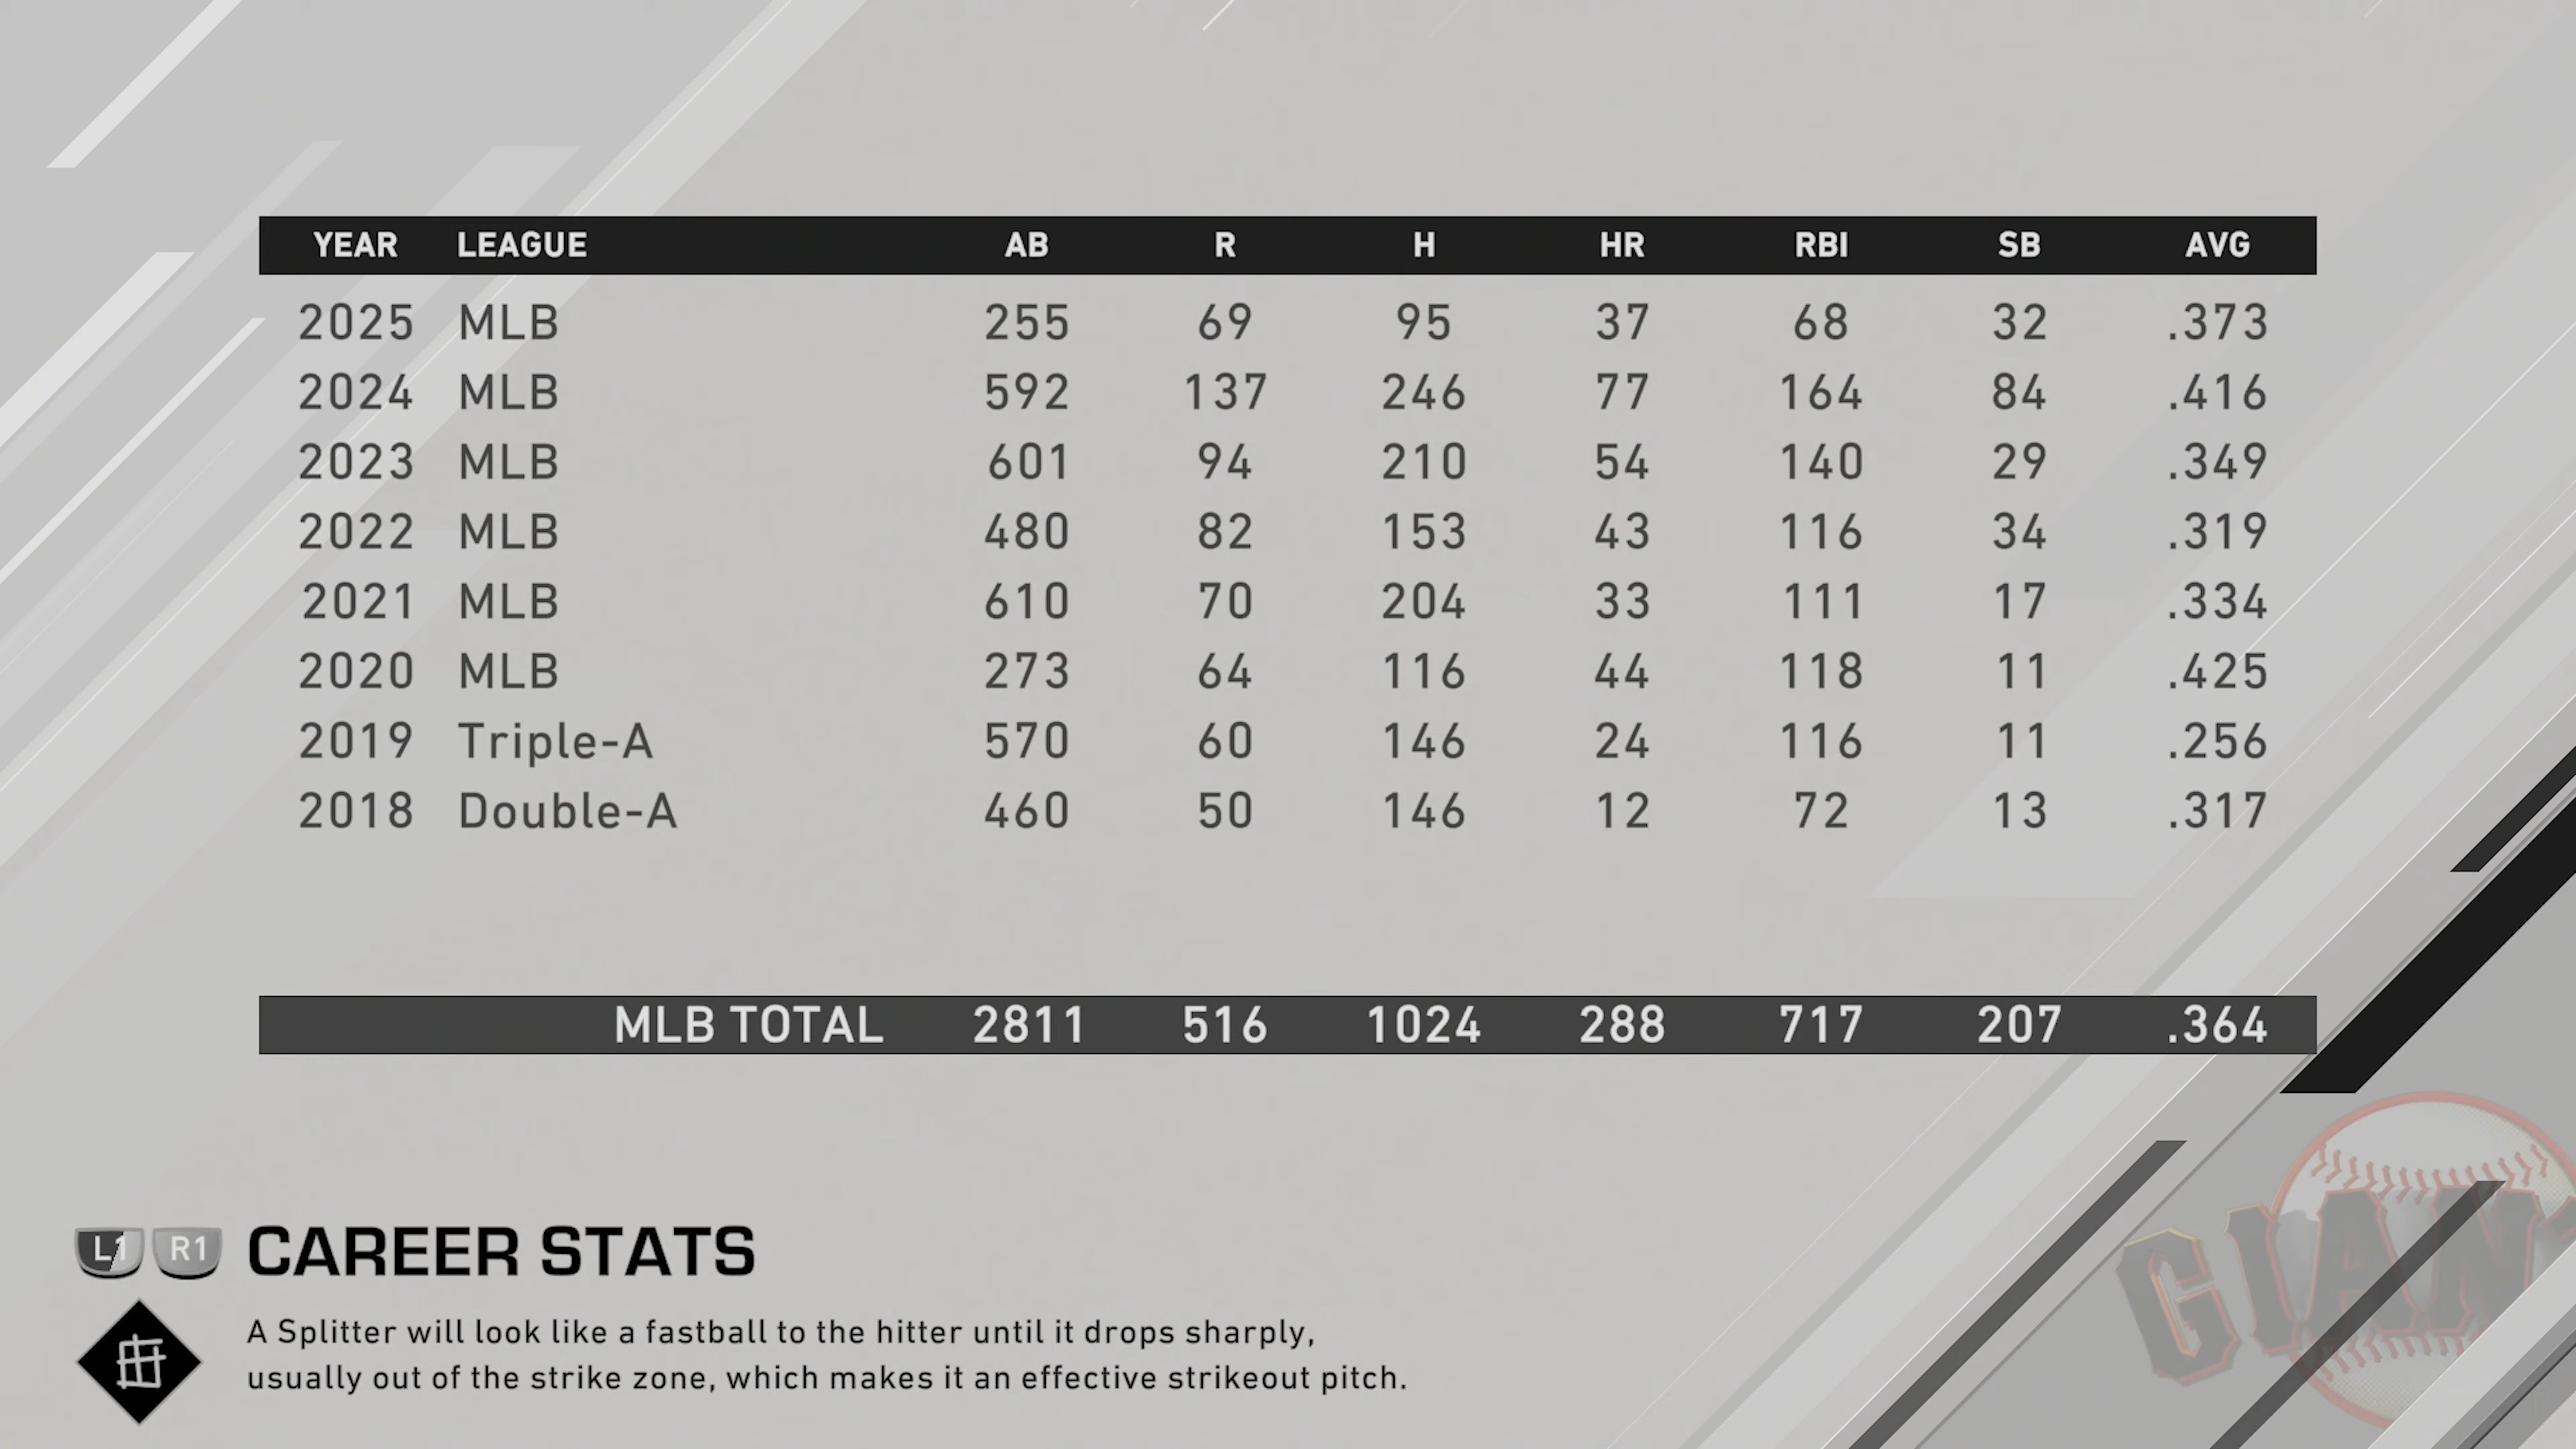 YEAR LEAGUE AB R H HR RBI SB AVG
2025 MLB 255 69 95 37 68 32 .373
2024 MLB 592 137 246 77 164 84 .416
2023 MLB 601 94 210 54 140 29 .349
2022 MLB 480 82 153 43 116 34 .319
2021 MLB 610 70 204 33 111 17 .334
2020 MLB 273 64 116 44 118 11 .425
2019 Triple-A 570 60 146 24 116 11 .256
2018 Double-A 460 50 146 12 72 13 .317
MLB TOTAL 2811 516 1024 288 717 207 .364
L1 R1 CAREER STATS
A Splitter will look like a fastball to the hitter until it drops sharply,
usually out of the strike zone, which makes it an effective strikeout pitch.
GIANT